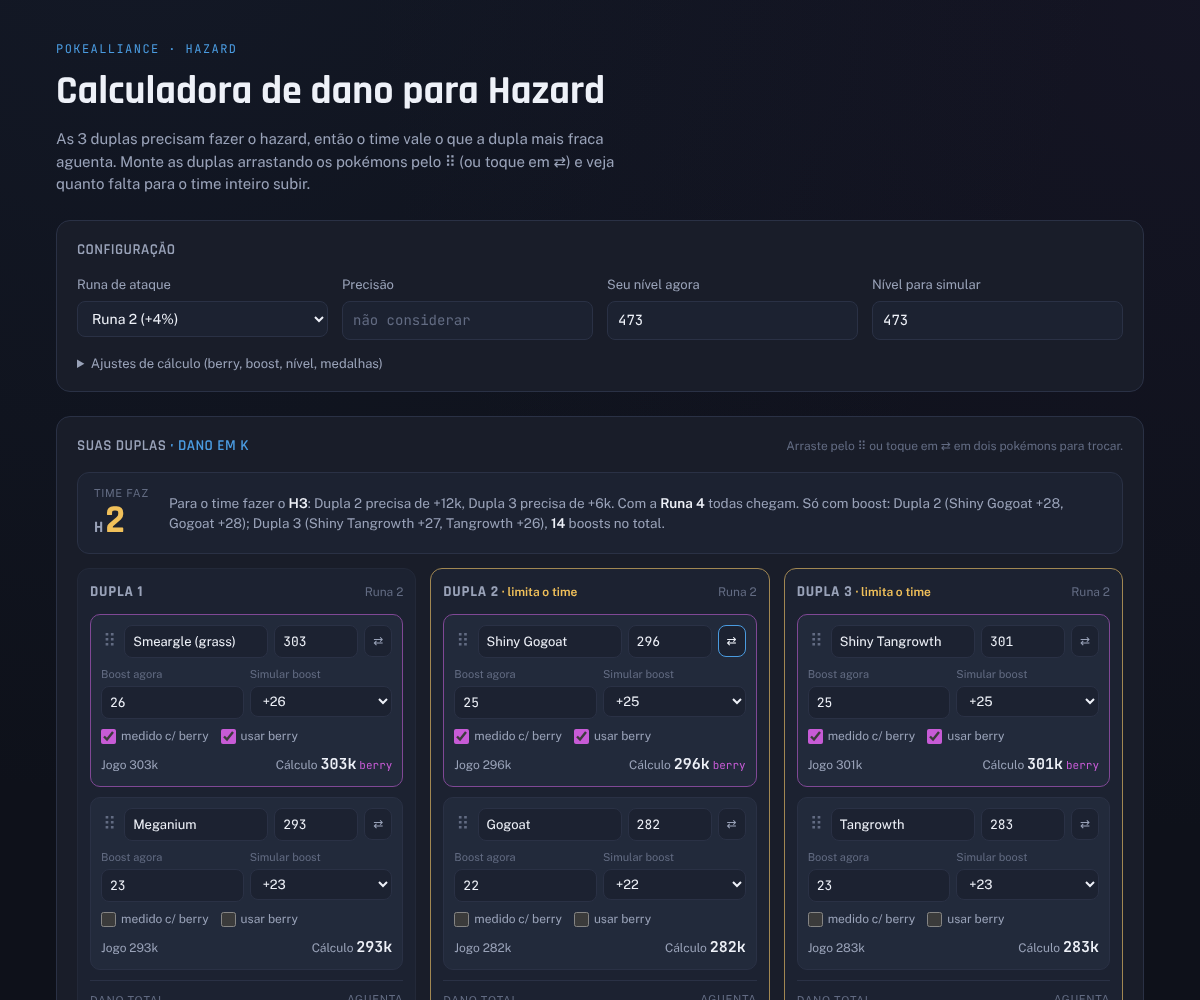 POKEALLIANCE · HAZARD
Calculadora de dano para Hazard
As 3 duplas precisam fazer o hazard, então o time vale o que a dupla mais fraca
aguenta. Monte as duplas arrastando os pokémons pelo ⠿ (ou toque em ⇄) e veja
quanto falta para o time inteiro subir.
CONFIGURAÇÃO
Runa de ataque Precisão Seu nível agora Nível para simular
Runa 2 (+4%) não considerar 473 473
▶ Ajustes de cálculo (berry, boost, nível, medalhas)
SUAS DUPLAS · DANO EM K Arraste pelo ⠿ ou toque em ⇄ em dois pokémons para trocar.
TIME FAZ
H 2
Para o time fazer o H3: Dupla 2 precisa de +12k, Dupla 3 precisa de +6k. Com a Runa 4 todas chegam. Só com boost: Dupla 2 (Shiny Gogoat +28,
Gogoat +28); Dupla 3 (Shiny Tangrowth +27, Tangrowth +26), 14 boosts no total.
DUPLA 1 Runa 2
⠿ Smeargle (grass) 303 ⇄
Boost agora Simular boost
26 +26
medido c/ berry usar berry
Jogo 303k Cálculo 303k berry
⠿ Meganium 293 ⇄
Boost agora Simular boost
23 +23
medido c/ berry usar berry
Jogo 293k Cálculo 293k
DANO TOTAL AGUENTA
DUPLA 2 · limita o time Runa 2
⠿ Shiny Gogoat 296 ⇄
Boost agora Simular boost
25 +25
medido c/ berry usar berry
Jogo 296k Cálculo 296k berry
⠿ Gogoat 282 ⇄
Boost agora Simular boost
22 +22
medido c/ berry usar berry
Jogo 282k Cálculo 282k
DANO TOTAL AGUENTA
DUPLA 3 · limita o time Runa 2
⠿ Shiny Tangrowth 301 ⇄
Boost agora Simular boost
25 +25
medido c/ berry usar berry
Jogo 301k Cálculo 301k berry
⠿ Tangrowth 283 ⇄
Boost agora Simular boost
23 +23
medido c/ berry usar berry
Jogo 283k Cálculo 283k
DANO TOTAL AGUENTA